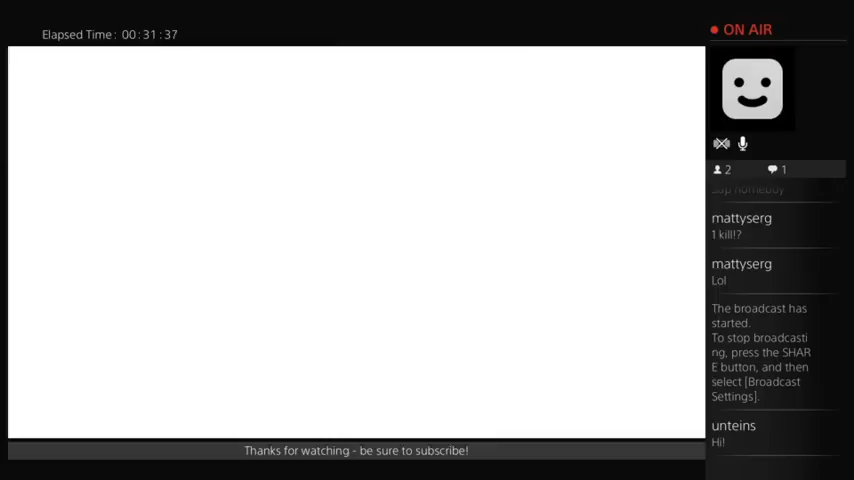 Elapsed Time: 00:31:37
ON AIR
2
1
mattyserg
1 kill!?
mattyserg
Lol
The broadcast has
started.
To stop broadcasti
ng, press the SHAR
E button, and then
select [Broadcast
Settings].
unteins
Hi!
Thanks for watching - be sure to subscribe!